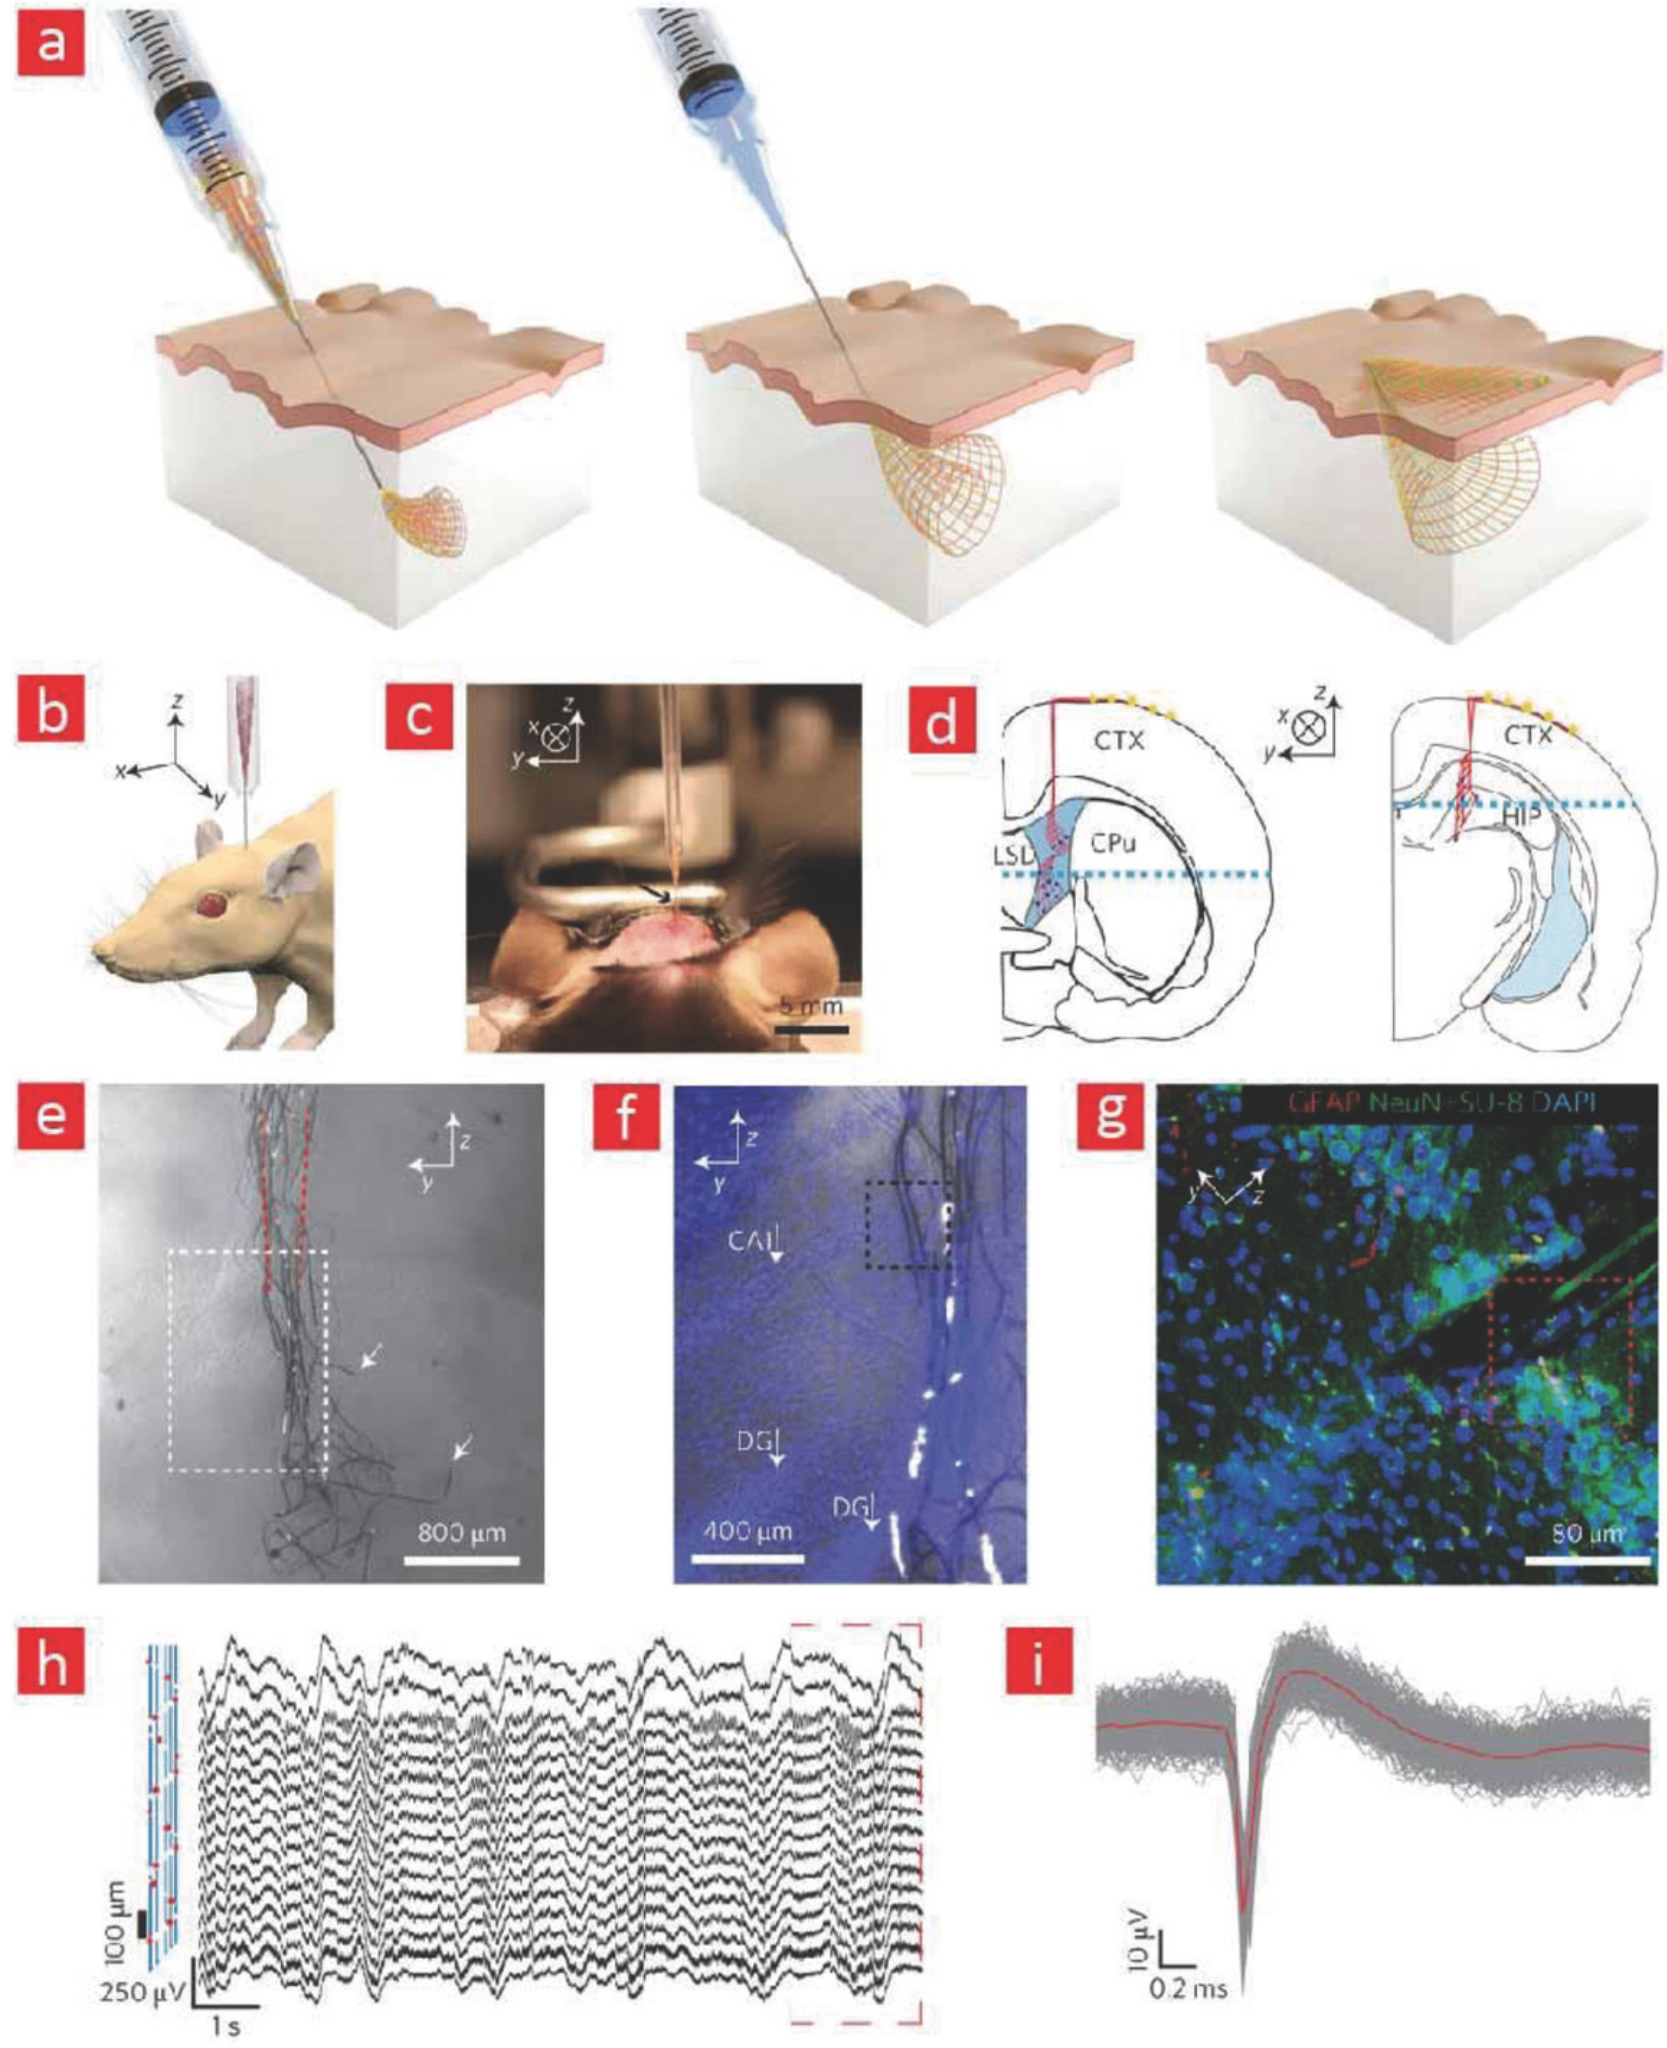 a
b
z
x
y
c
z
x
y
5 mm
d
CTX
LSD
CPu
z
x
y
CTX
HIP
e
z
y
800 μm
f
z
y
CA1
DG
DG
400 μm
g
GFAP NeuN+SU-8 DAPI
y
z
80 μm
h
100 μm
250 μV
1 s
i
10 μV
0.2 ms